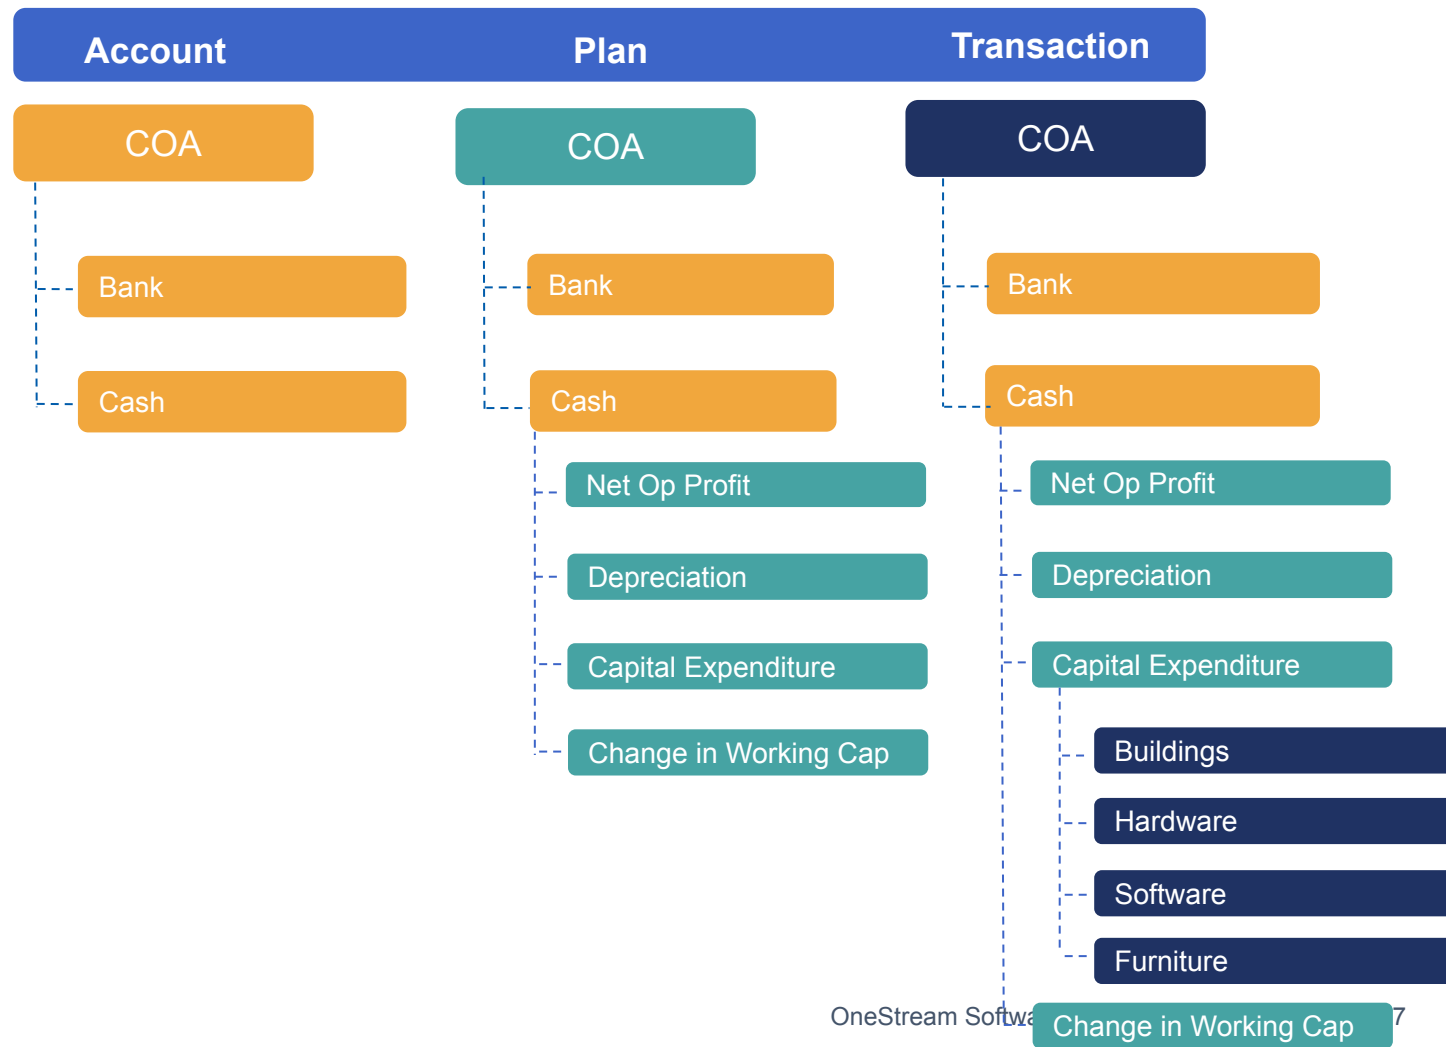 Account
Plan
Transaction
COA
COA
COA
Bank
Cash
Bank
Cash
Net Op Profit
Depreciation
Capital Expenditure
Change in Working Cap
Bank
Cash
Net Op Profit
Depreciation
Capital Expenditure
Buildings
Hardware
Software
Furniture
Change in Working Cap
OneStream 7